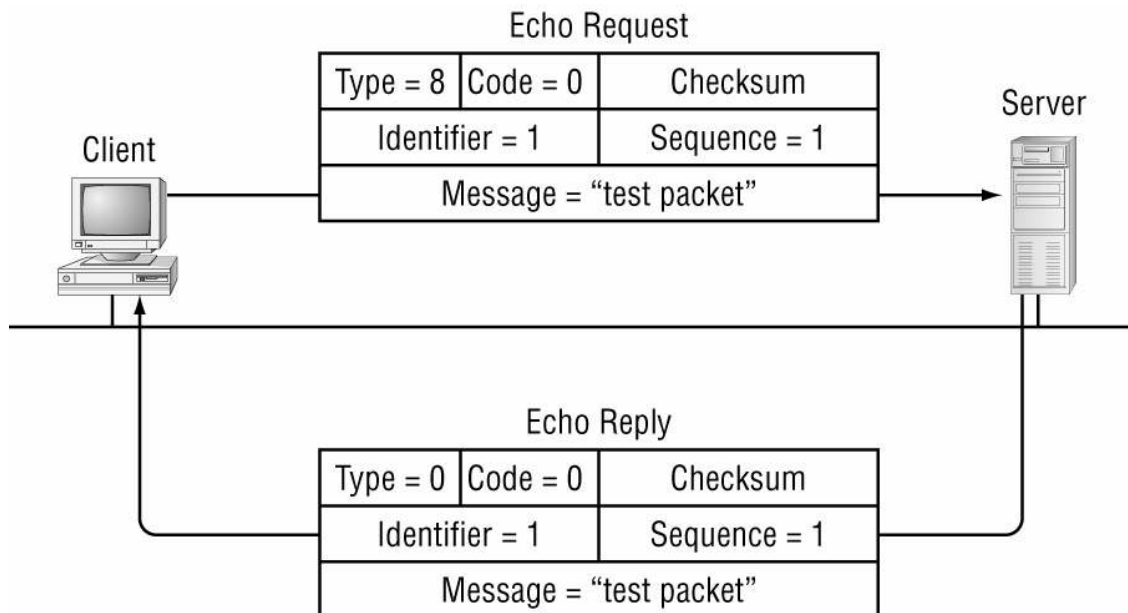 Echo Request
Type = 8 Code = 0 Checksum
Identifier = 1 Sequence = 1
Message = “test packet”
Client
Server
Echo Reply
Type = 0 Code = 0 Checksum
Identifier = 1 Sequence = 1
Message = “test packet”